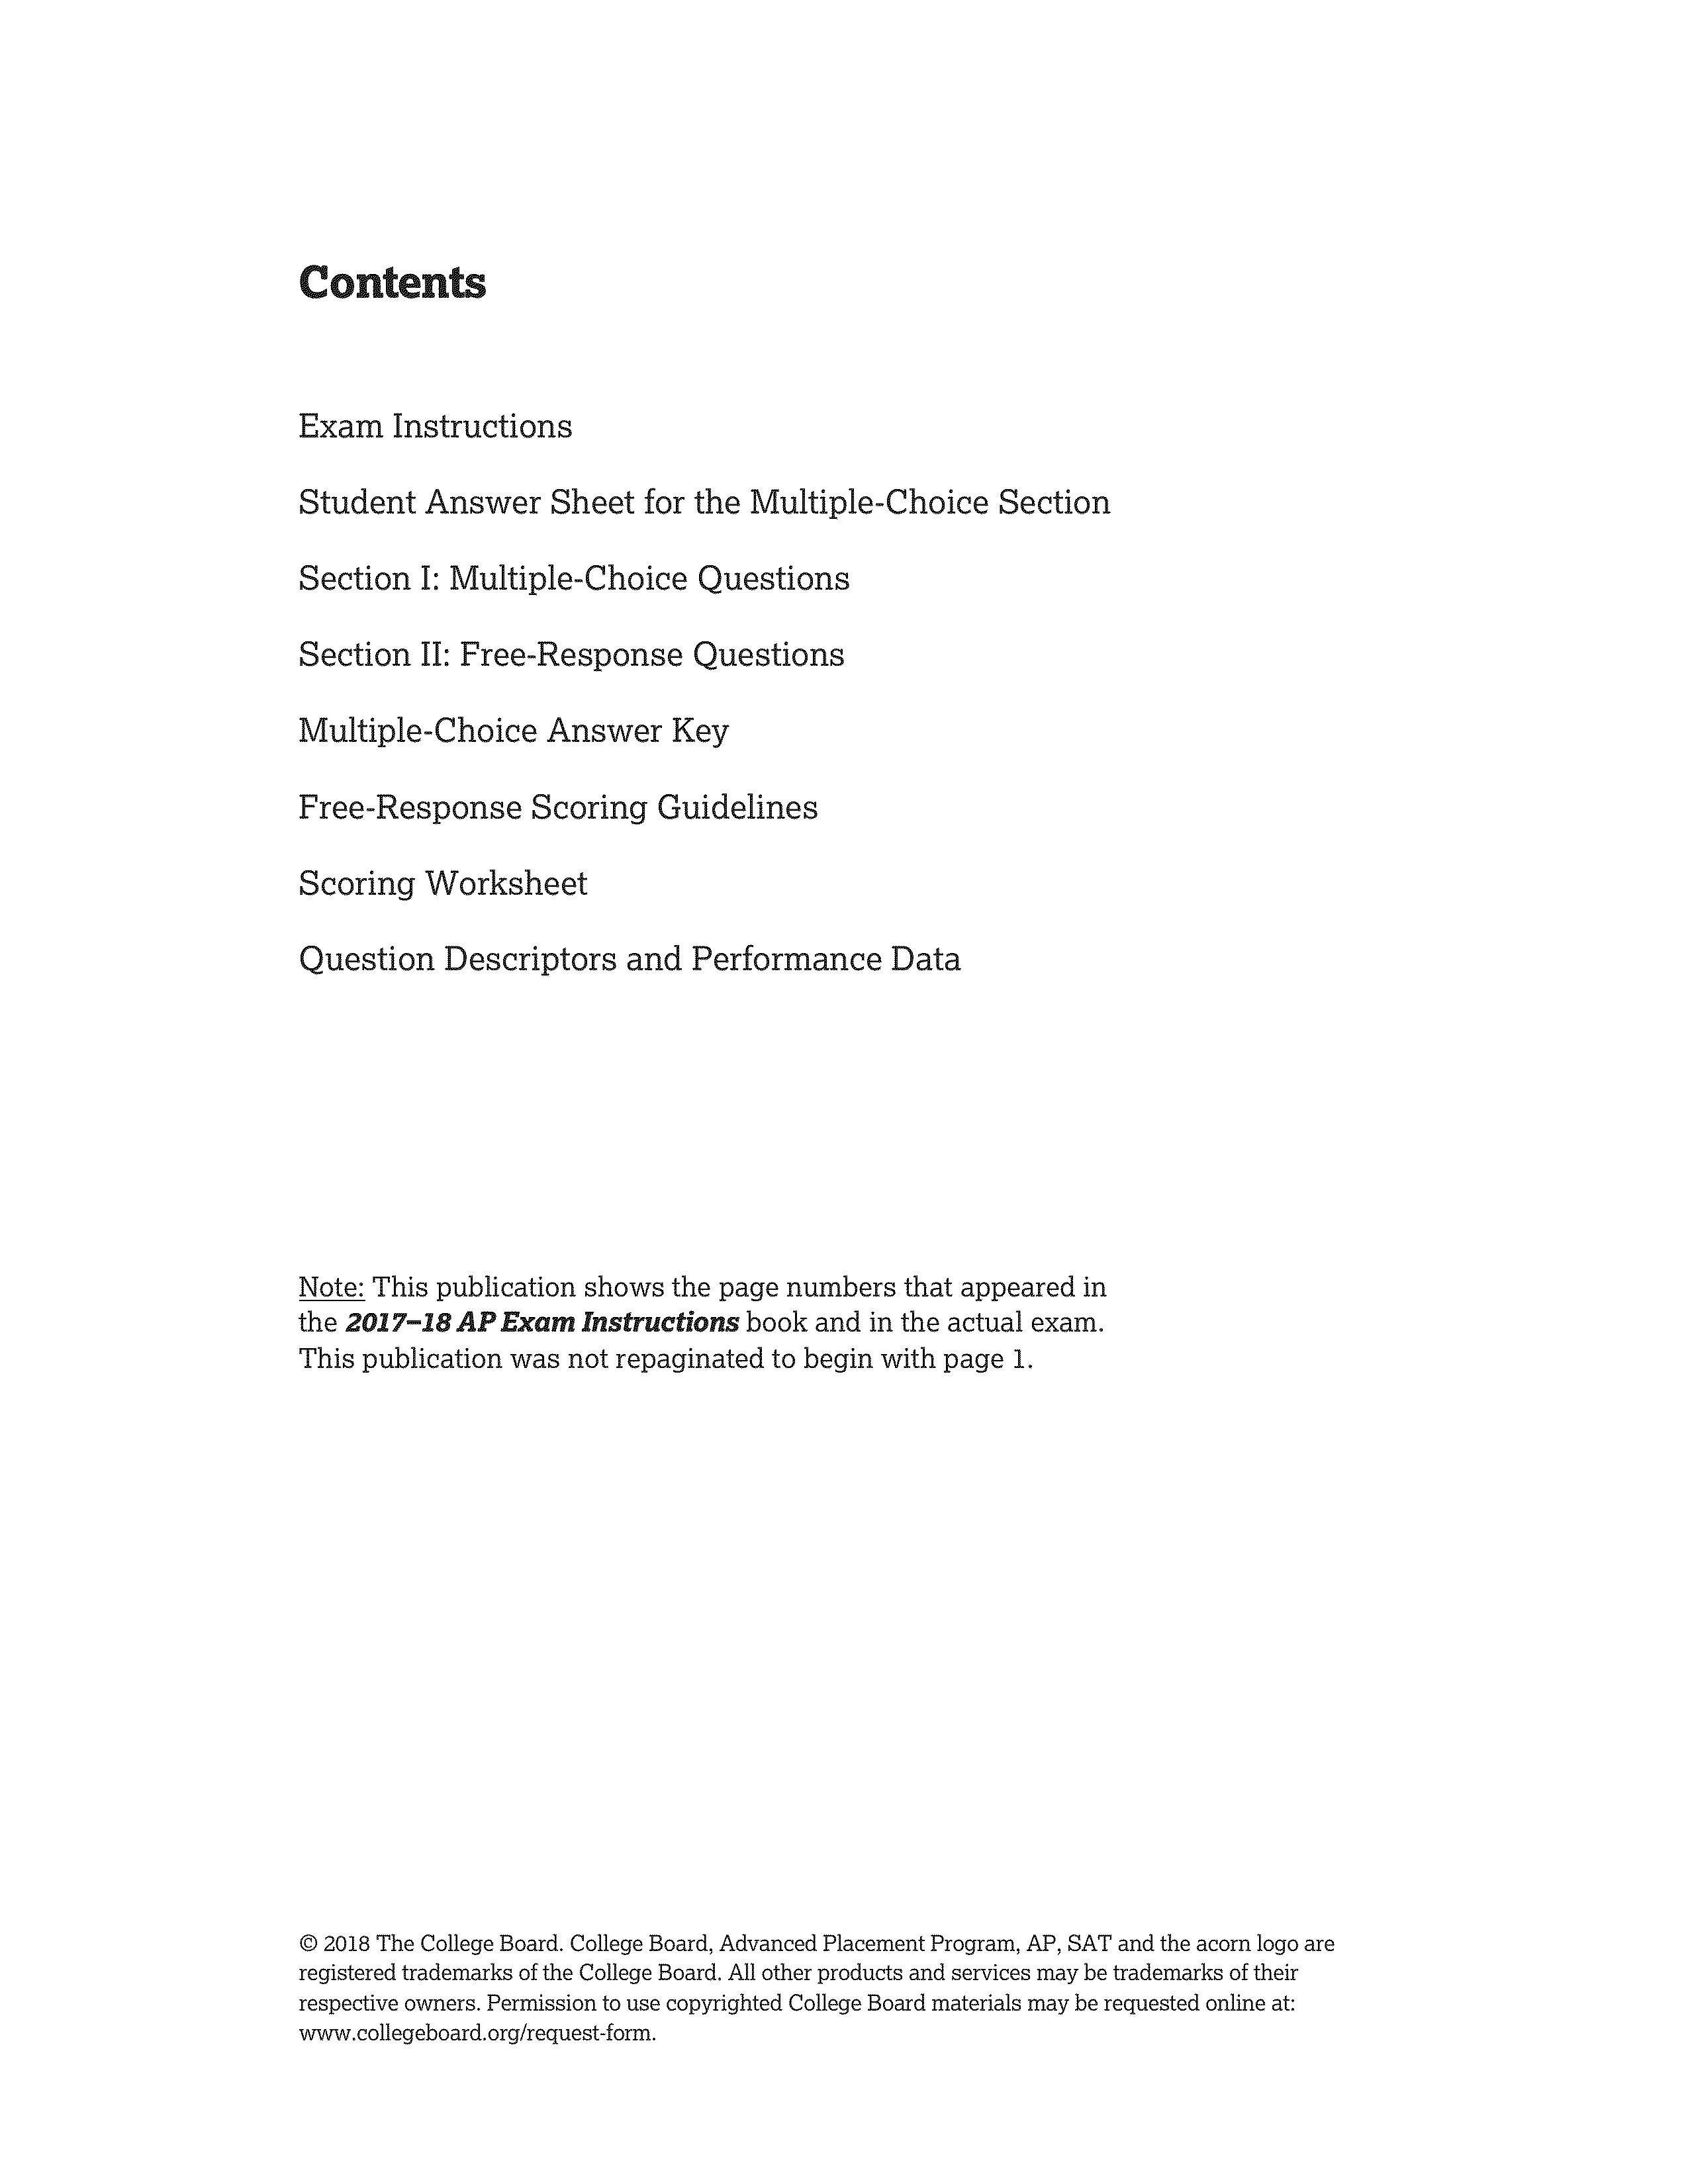 Contents
Exam Instructions
Student Answer Sheet for the Multiple-Choice Section
Section I: Multiple-Choice Questions
Section II: Free-Response Questions
Multiple-Choice Answer Key
Free-Response Scoring Guidelines
Scoring Worksheet
Question Descriptors and Performance Data
Note: This publication shows the page numbers that appeared in
the 2017–18 AP Exam Instructions book and in the actual exam.
This publication was not repaginated to begin with page 1.
© 2018 The College Board. College Board, Advanced Placement Program, AP, SAT and the acorn logo are
registered trademarks of the College Board. All other products and services may be trademarks of their
respective owners. Permission to use copyrighted College Board materials may be requested online at:
www.collegeboard.org/request-form.